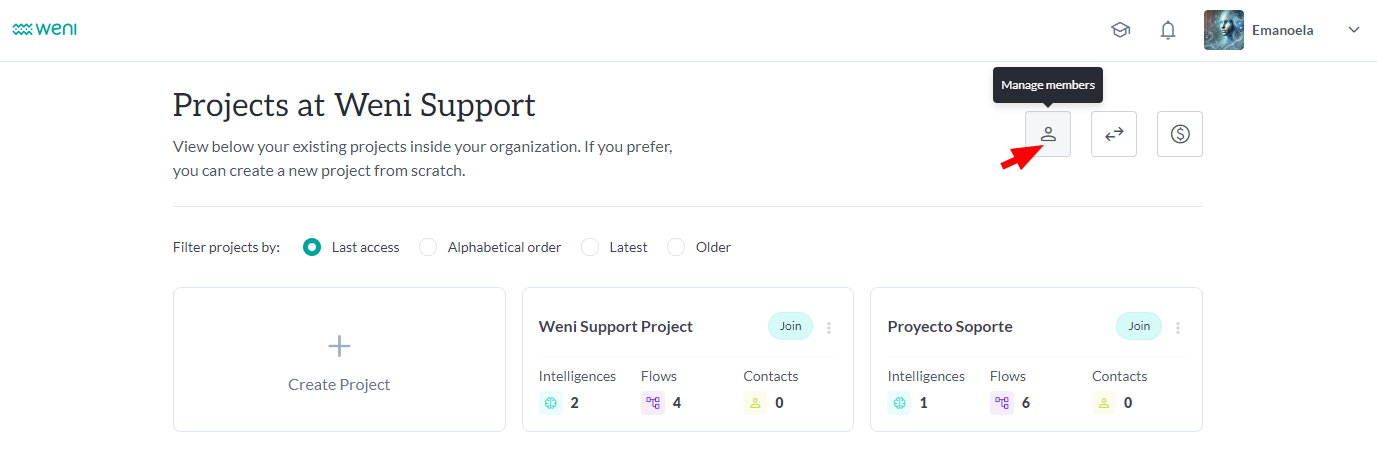 weni
Emanoela
Manage members
Projects at Weni Support
View below your existing projects inside your organization. If you prefer,
you can create a new project from scratch.
Filter projects by: Last access Alphabetical order Latest Older
Create Project
Weni Support Project Join
Intelligences Flows Contacts
2 4 0
Proyecto Soporte Join
Intelligences Flows Contacts
1 6 0